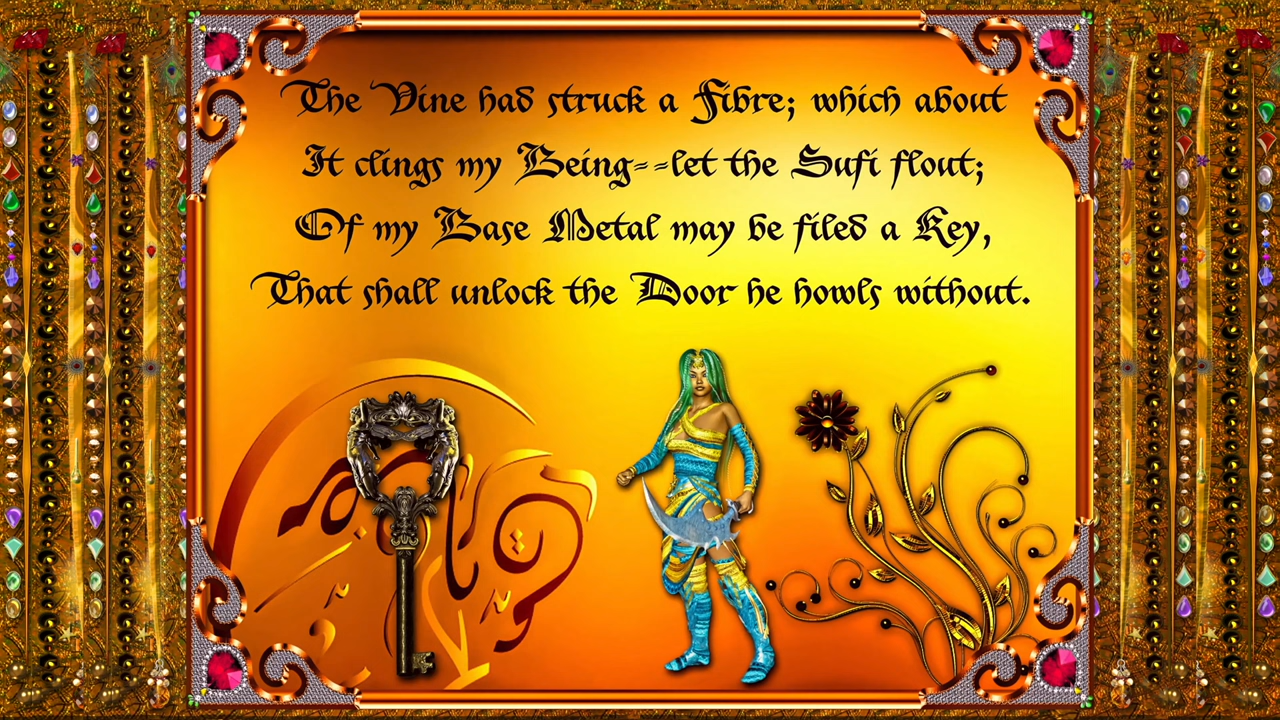 The Vine had struck a Fibre; which about
It clings my Being--let the Sufi flout;
Of my Base Metal may be filed a Key,
That shall unlock the Door he howls without.